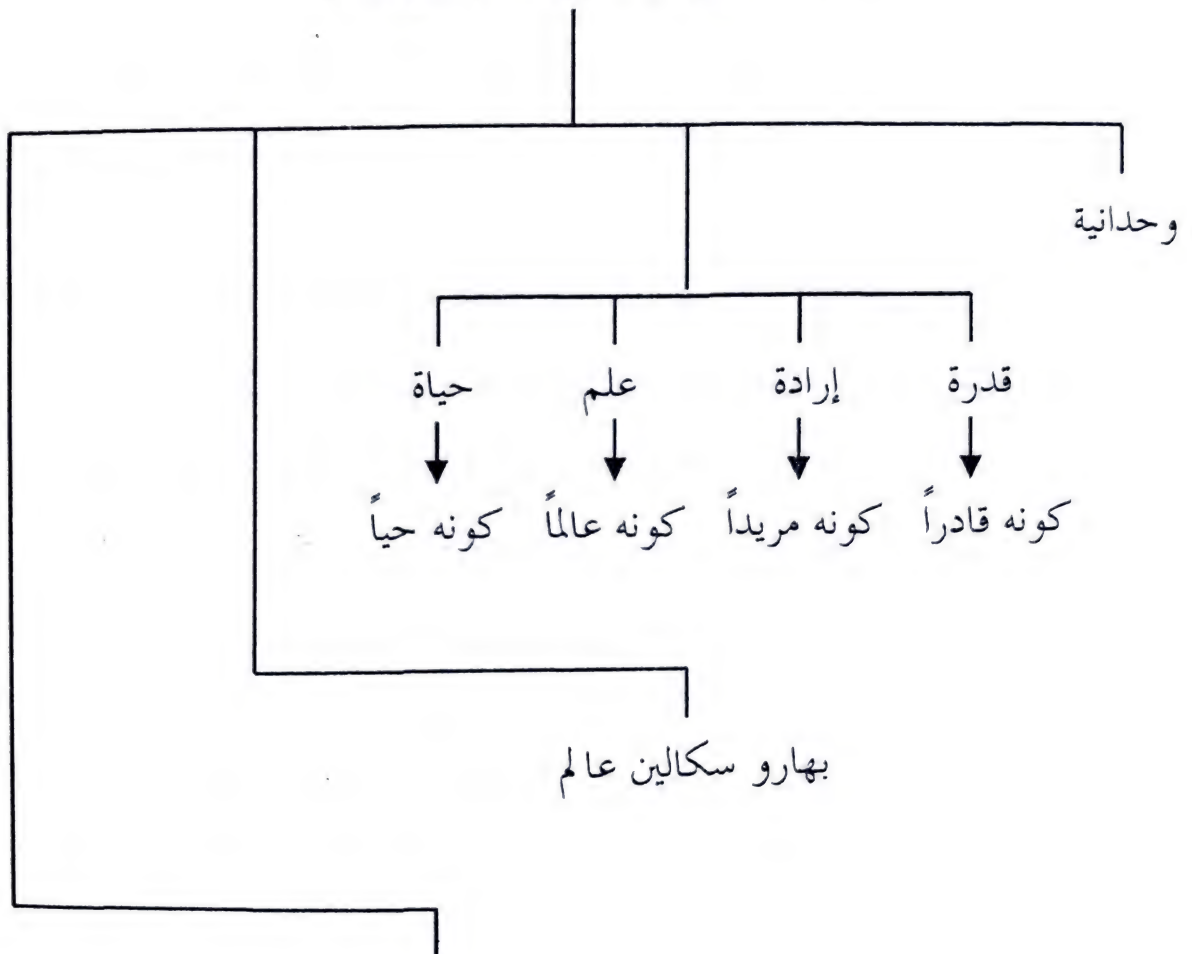 وحدانية
قدرة إرادة علم حياة
كونه قادراً كونه مريداً كونه عالماً كونه حياً
بهارو سكالين عالم